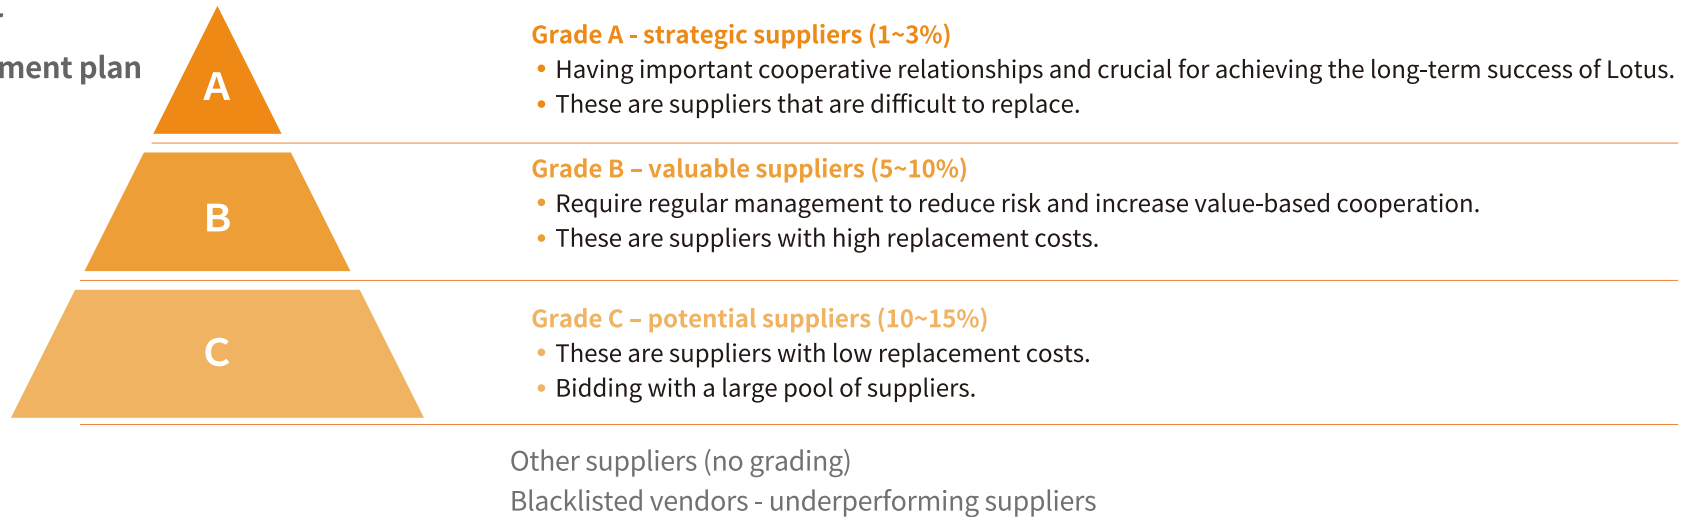 ment plan
A
Grade A - strategic suppliers (1~3%)
• Having important cooperative relationships and crucial for achieving the long-term success of Lotus.
• These are suppliers that are difficult to replace.
B
Grade B – valuable suppliers (5~10%)
• Require regular management to reduce risk and increase value-based cooperation.
• These are suppliers with high replacement costs.
C
Grade C – potential suppliers (10~15%)
• These are suppliers with low replacement costs.
• Bidding with a large pool of suppliers.
Other suppliers (no grading)
Blacklisted vendors - underperforming suppliers